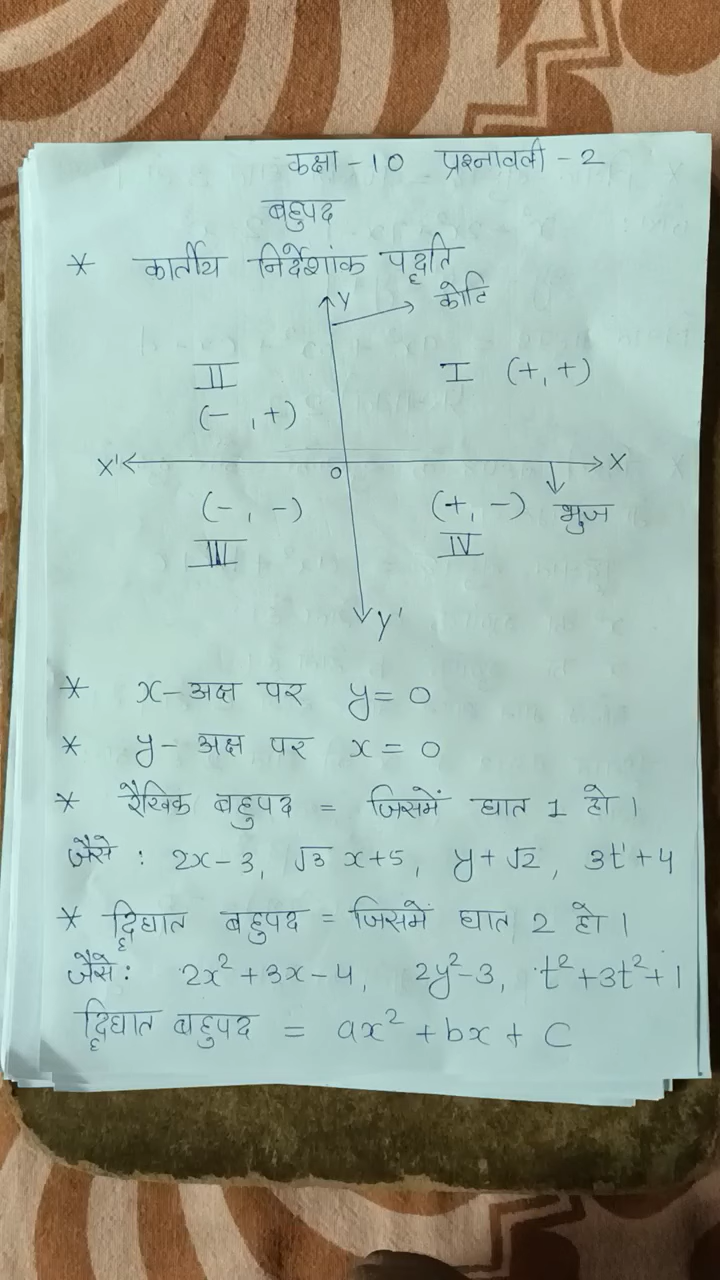 कक्षा - 10 प्रश्नावली - 2
बहुपद
* कार्तीय निर्देशांक पद्दति
Y कोटि
II I (+, +)
(- , +)
X' O X
(-, -) (+, -) भुज
III IV
Y'
* x-अक्ष पर y = 0
* y- अक्ष पर x = 0
* रैखिक बहुपद = जिसमें घात 1 हो।
जैसे : 2x-3, √3 x+5, y+√2, 3t'+4
* द्विघात बहुपद = जिसमें घात 2 हो।
जैसे: 2x²+3x-4, 2y²-3, t²+3t²+1
द्विघात बहुपद = ax² + bx + C